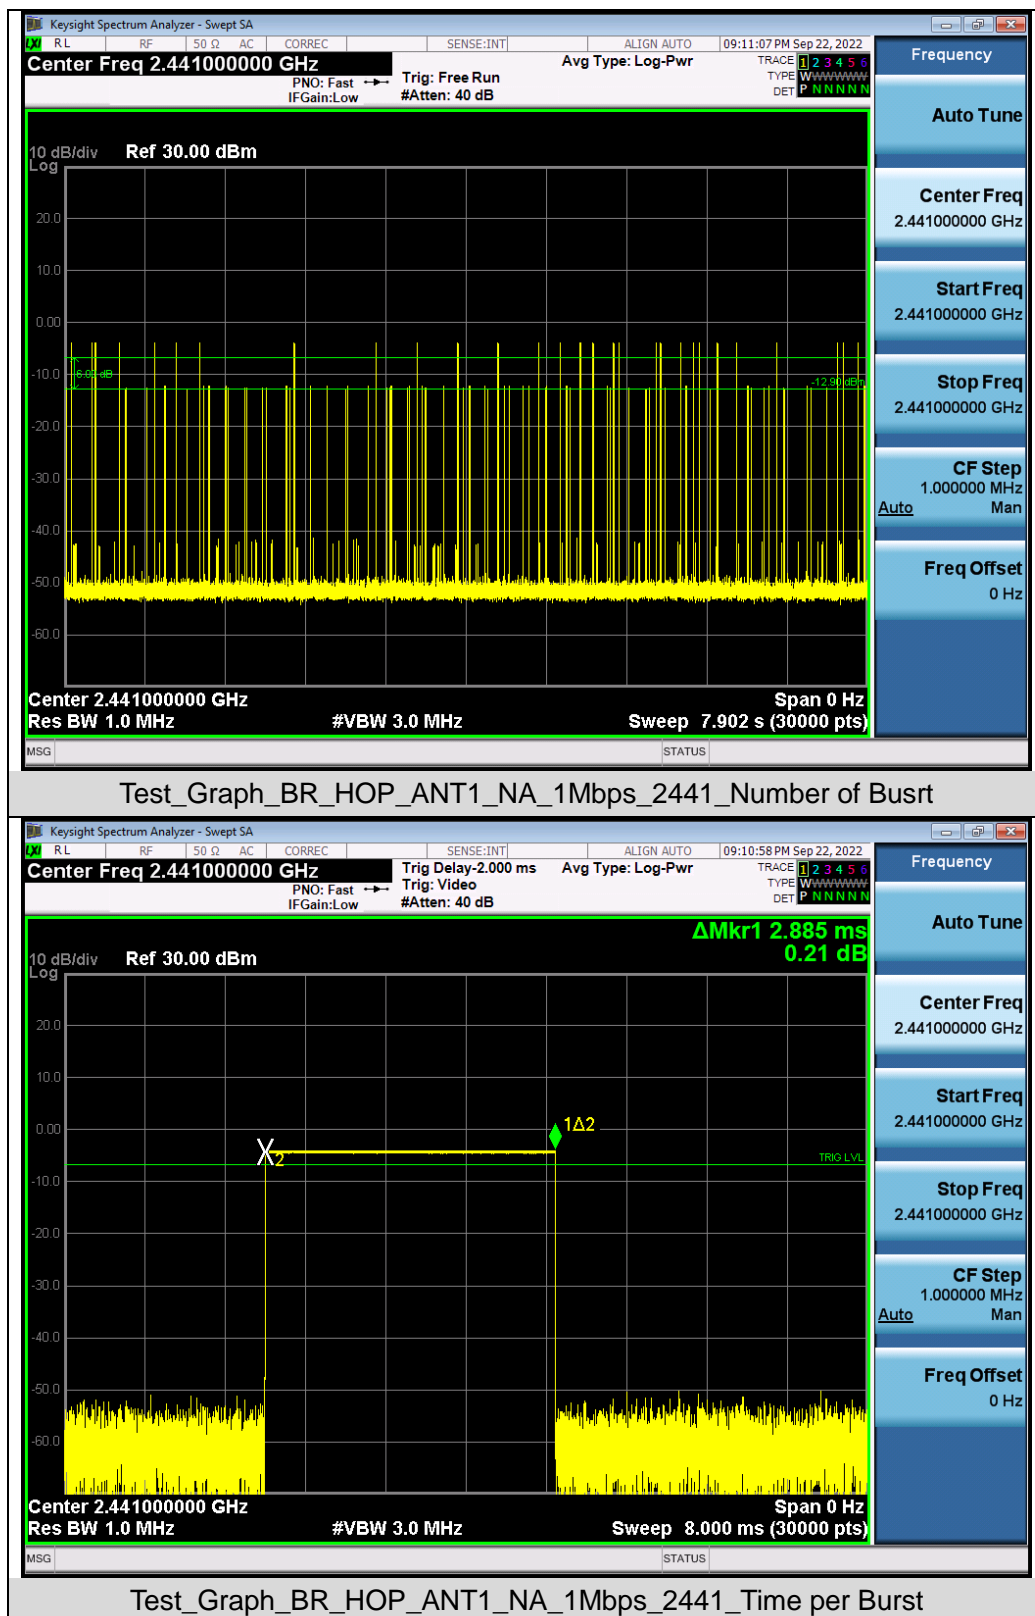 Keysight Spectrum Analyzer - Swept SA
LXI RL RF 50 Ω AC CORREC SENSE:INT ALIGN AUTO 09:11:07 PM Sep 22, 2022
Center Freq 2.441000000 GHz
PNO: Fast
IFGain:Low
Trig: Free Run
#Atten: 40 dB
Avg Type: Log-Pwr
TRACE 1 2 3 4 5 6
TYPE WWWWWW
DET P N N N N N
10 dB/div Ref 30.00 dBm
Log
20.0
10.0
0.00
-10.0
6.00 dB
-12.90 dBm
-20.0
-30.0
-40.0
-50.0
-60.0
Center 2.441000000 GHz Span 0 Hz
Res BW 1.0 MHz #VBW 3.0 MHz Sweep 7.902 s (30000 pts)
MSG STATUS
Frequency
Auto Tune
Center Freq
2.441000000 GHz
Start Freq
2.441000000 GHz
Stop Freq
2.441000000 GHz
CF Step
1.000000 MHz
Auto Man
Freq Offset
0 Hz
Test_Graph_BR_HOP_ANT1_NA_1Mbps_2441_Number of Busrt
Keysight Spectrum Analyzer - Swept SA
LXI RL RF 50 Ω AC CORREC SENSE:INT ALIGN AUTO 09:10:58 PM Sep 22, 2022
Center Freq 2.441000000 GHz
PNO: Fast
IFGain:Low
Trig Delay-2.000 ms
Trig: Video
#Atten: 40 dB
Avg Type: Log-Pwr
TRACE 1 2 3 4 5 6
TYPE WWWWWW
DET P N N N N N
ΔMkr1 2.885 ms
0.21 dB
10 dB/div Ref 30.00 dBm
Log
20.0
10.0
0.00
1Δ2
X2
TRIG LVL
-10.0
-20.0
-30.0
-40.0
-50.0
-60.0
Center 2.441000000 GHz Span 0 Hz
Res BW 1.0 MHz #VBW 3.0 MHz Sweep 8.000 ms (30000 pts)
MSG STATUS
Frequency
Auto Tune
Center Freq
2.441000000 GHz
Start Freq
2.441000000 GHz
Stop Freq
2.441000000 GHz
CF Step
1.000000 MHz
Auto Man
Freq Offset
0 Hz
Test_Graph_BR_HOP_ANT1_NA_1Mbps_2441_Time per Burst